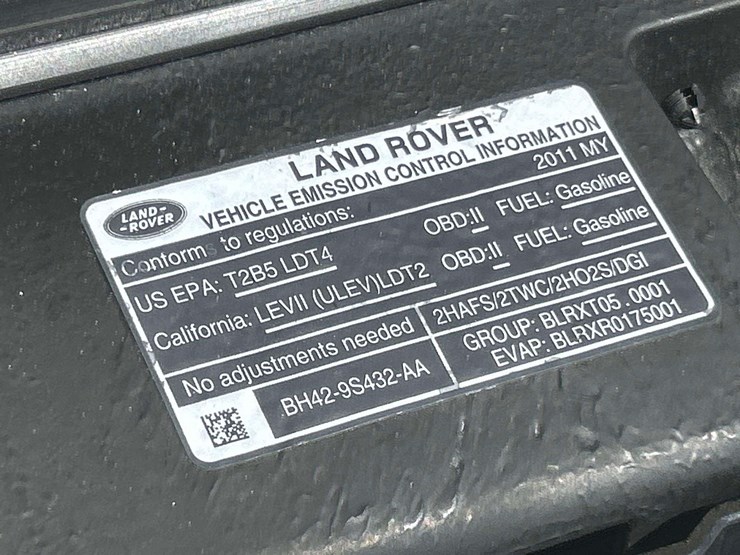 LAND ROVER
LAND-
-ROVER
VEHICLE EMISSION CONTROL INFORMATION
Conforms to regulations: 2011 MY
US EPA: T2B5 LDT4 OBD:II FUEL: Gasoline
California: LEVII (ULEV)LDT2 OBD:II FUEL: Gasoline
No adjustments needed 2HAFS/2TWC/2HO2S/DGI
BH42-9S432-AA GROUP: BLRXT05.0001
EVAP: BLRXR0175001